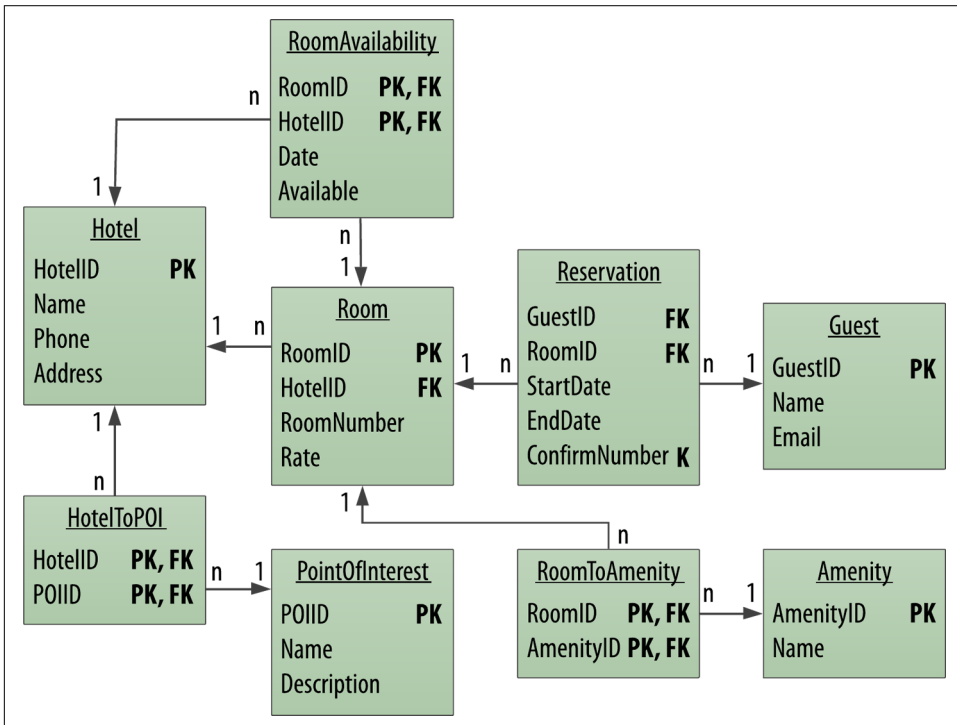 RoomAvailability
RoomID PK, FK
HotelID PK, FK
Date
Available
n
1
n
1
Hotel
HotelID PK
Name
Phone
Address
1
n
Room
RoomID PK
HotelID FK
RoomNumber
Rate
1
n
Reservation
GuestID FK
RoomID FK
StartDate
EndDate
ConfirmNumber K
n
1
Guest
GuestID PK
Name
Email
1
n
HotelToPOI
HotelID PK, FK
POIID PK, FK
n
1
PointOfInterest
POIID PK
Name
Description
1
n
RoomToAmenity
RoomID PK, FK
AmenityID PK, FK
n
1
Amenity
AmenityID PK
Name